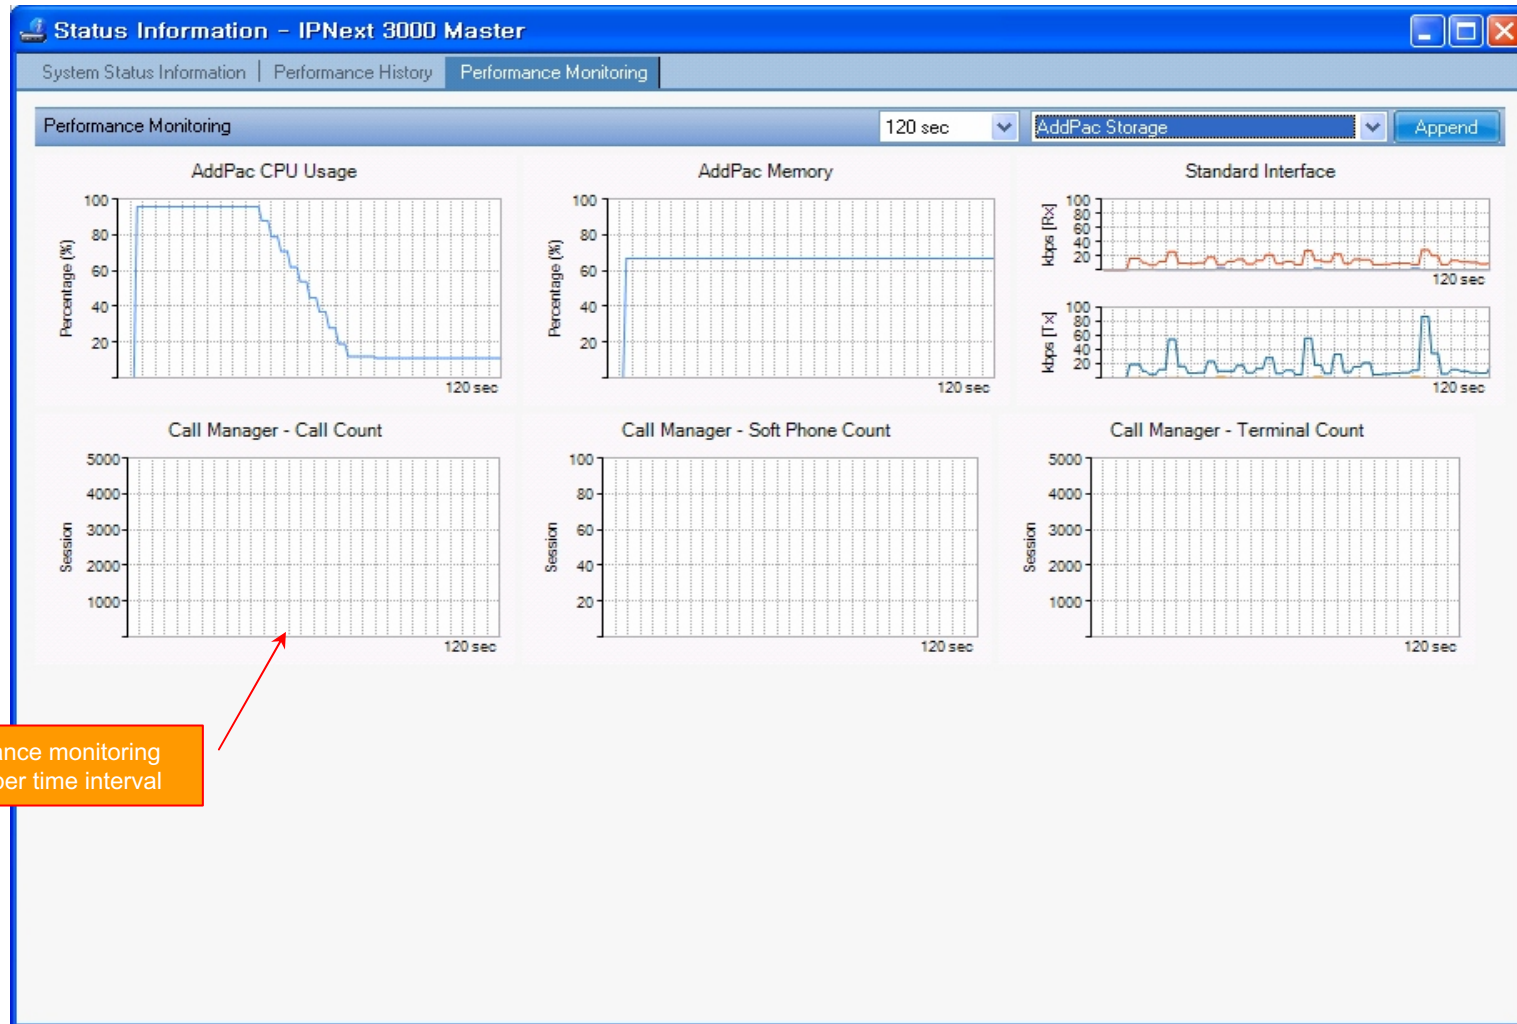 Status Information - IPNext 3000 Master
System Status Information | Performance History Performance Monitoring
Performance Monitoring 120 sec AddPac Storage Append
AddPac CPU Usage
100
80
60
40
20
Percentage (%)
120 sec
AddPac Memory
100
80
60
40
20
Percentage (%)
120 sec
Standard Interface
100
80
60
40
20
kbps [Rx]
120 sec
100
80
60
40
20
kbps [Tx]
120 sec
Call Manager - Call Count
5000
4000
3000
2000
1000
Session
120 sec
Call Manager - Soft Phone Count
100
80
60
40
20
Session
120 sec
Call Manager - Terminal Count
5000
4000
3000
2000
1000
Session
120 sec
monitoring
per time interval